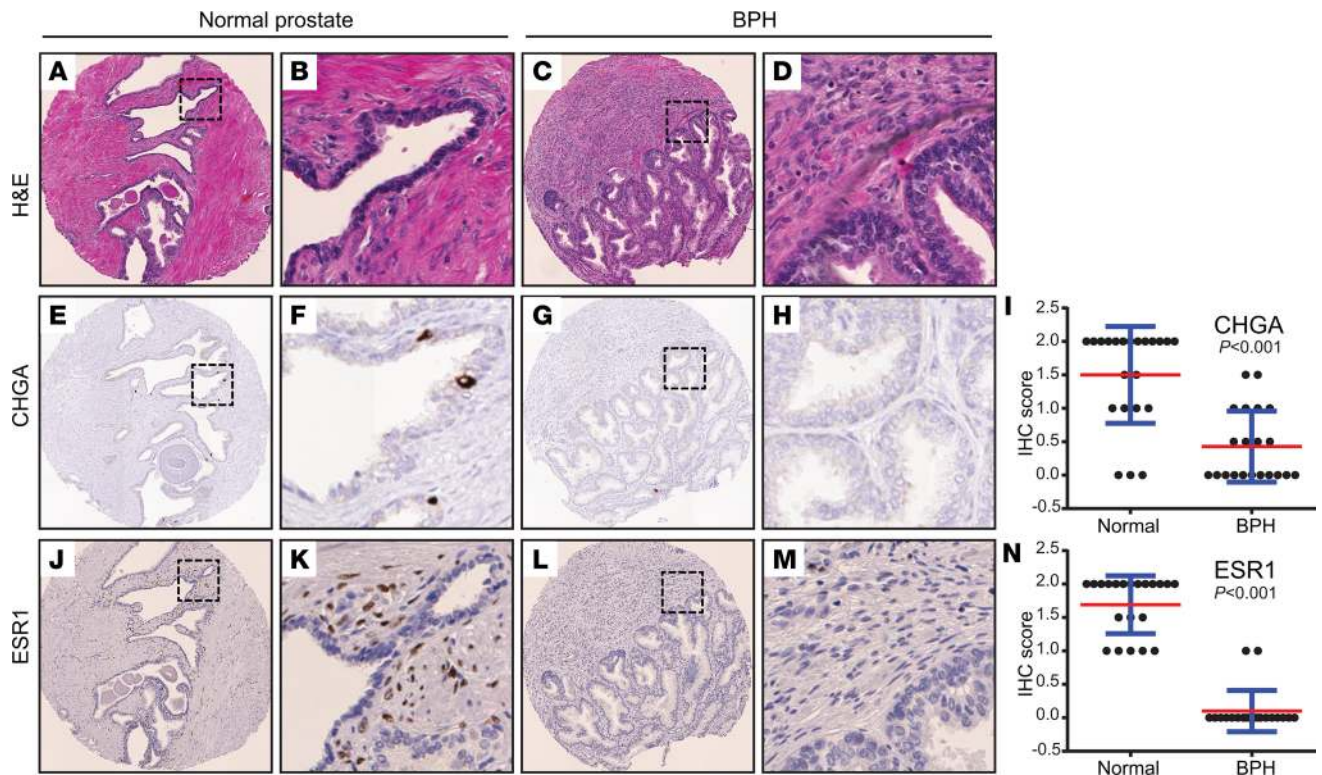 Normal prostate
BPH
A
B
C
D
H&E
E
F
G
H
CHGA
I
CHGA
P<0.001
IHC score
2.5
2.0
1.5
1.0
0.5
0.0
-0.5
Normal
BPH
J
K
L
M
ESR1
N
ESR1
P<0.001
IHC score
2.5
2.0
1.5
1.0
0.5
0.0
-0.5
Normal
BPH